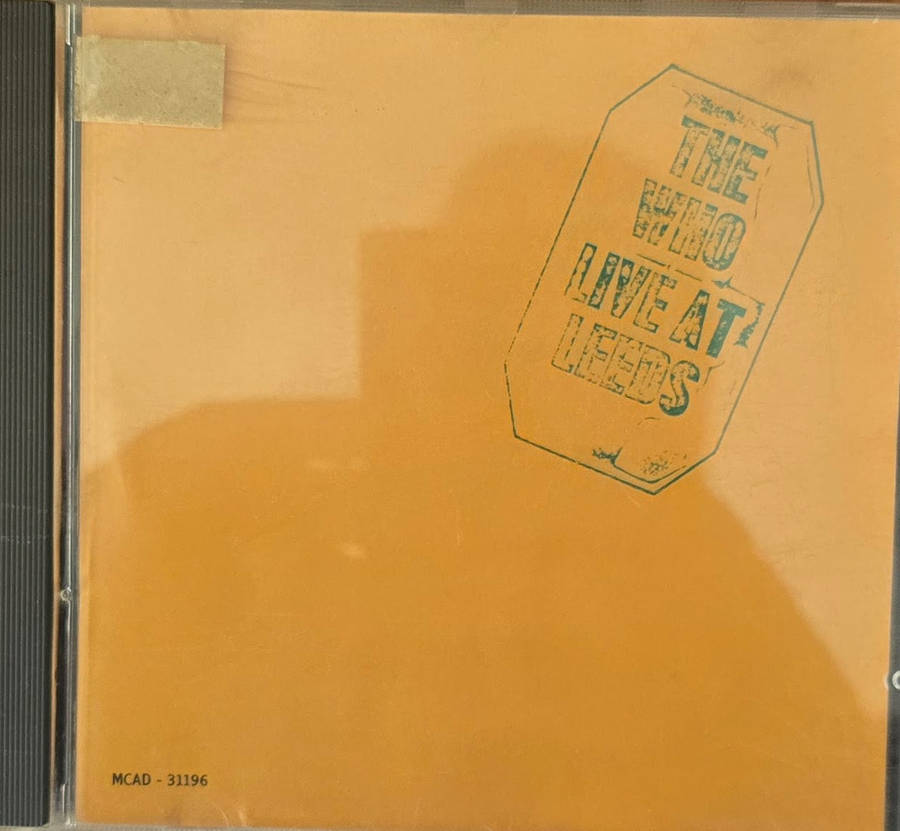 THE
WHO
LIVE AT
LEEDS
MCAD - 31196